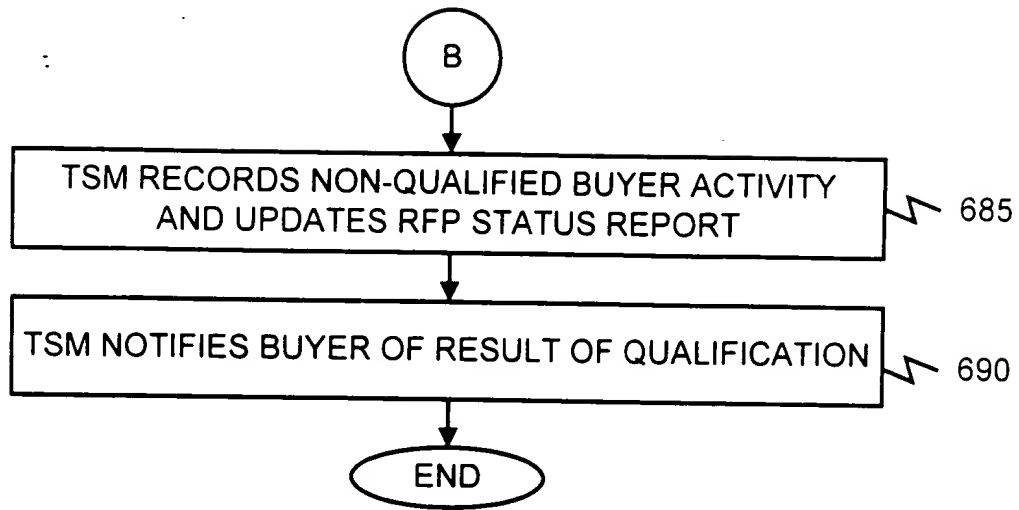 B
TSM RECORDS NON-QUALIFIED BUYER ACTIVITY
AND UPDATES RFP STATUS REPORT
685
TSM NOTIFIES BUYER OF RESULT OF QUALIFICATION
690
END